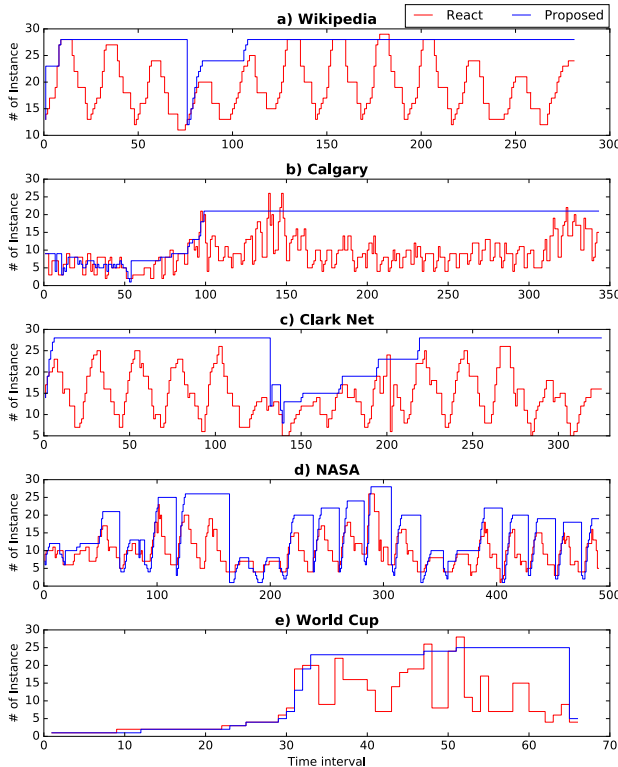 a) Wikipedia
React Proposed
# of Instance
30
25
20
15
10
0 50 100 150 200 250 300
b) Calgary
# of Instance
25
20
15
10
5
0
0 50 100 150 200 250 300 350
c) Clark Net
# of Instance
30
25
20
15
10
5
0 50 100 150 200 250 300
d) NASA
# of Instance
30
25
20
15
10
5
0
0 100 200 300 400 500
e) World Cup
# of Instance
30
25
20
15
10
5
0
0 10 20 30 40 50 60 70
Time interval